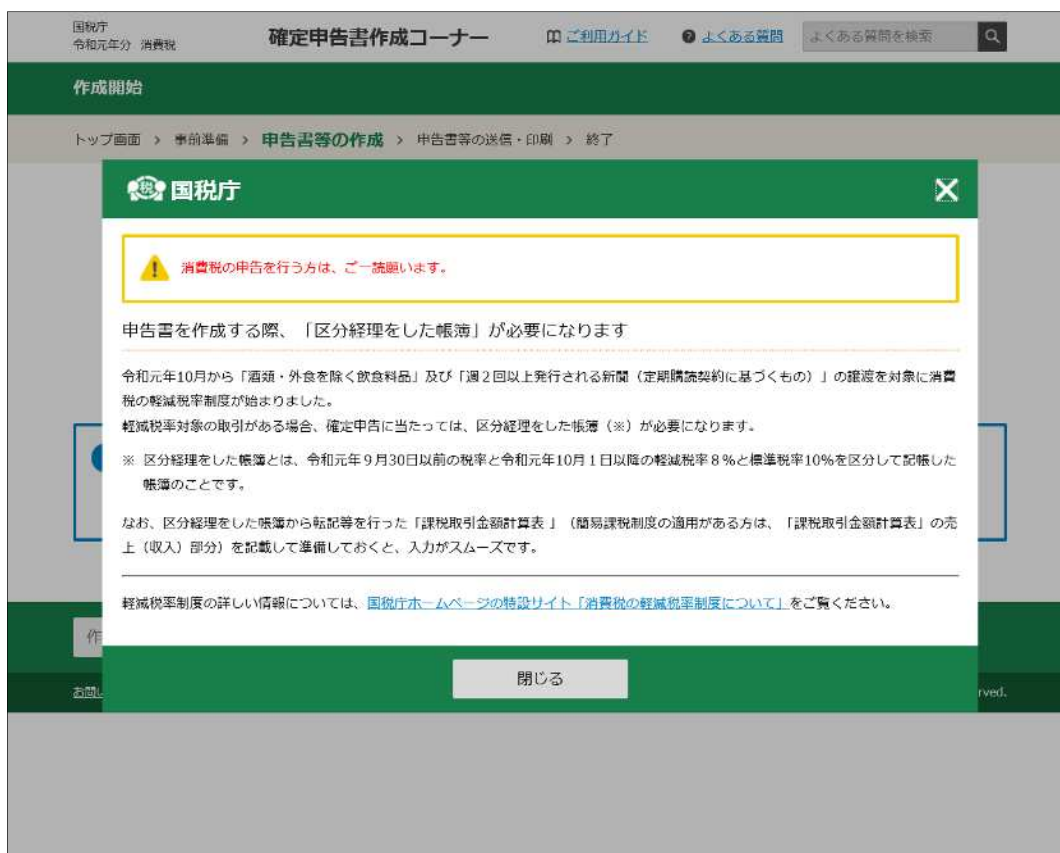 国税庁
令和元年分 消費税
確定申告書作成コーナー
ご利用ガイド
よくある質問
よくある質問を検索
作成開始
トップ画面 > 事前準備 > 申告書等の作成 > 申告書等の送信・印刷 > 終了
税 国税庁
消費税の申告を行う方は、ご一読願います。
申告書を作成する際、「区分経理をした帳簿」が必要になります
令和元年10月から「酒類・外食を除く飲食料品」及び「週2回以上発行される新聞（定期購読契約に基づくもの）」の譲渡を対象に消費
税の軽減税率制度が始まりました。
軽減税率対象の取引がある場合、確定申告に当たっては、区分経理をした帳簿（※）が必要になります。
※ 区分経理をした帳簿とは、令和元年9月30日以前の税率と令和元年10月1日以降の軽減税率8%と標準税率10%を区分して記帳した
帳簿のことです。
なお、区分経理をした帳簿から転記等を行った「課税取引金額計算表 」（簡易課税制度の適用がある方は、「課税取引金額計算表」の売
上（収入）部分）を記載して準備しておくと、入力がスムーズです。
軽減税率制度の詳しい情報については、国税庁ホームページの特設サイト「消費税の軽減税率制度について」をご覧ください。
作
閉じる
お問い
rved.